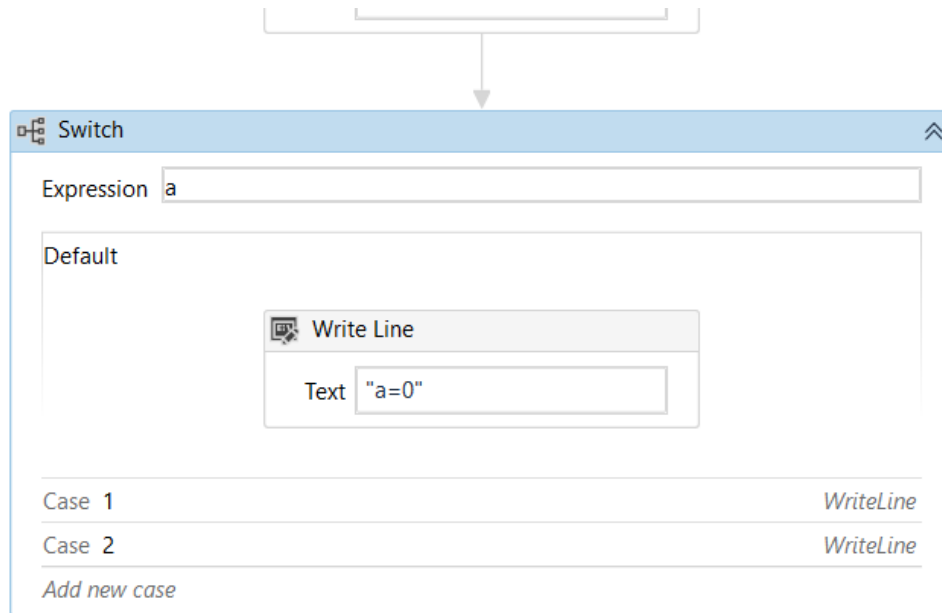 Switch
Expression a
Default
Write Line
Text "a=0"
Case 1 WriteLine
Case 2 WriteLine
Add new case